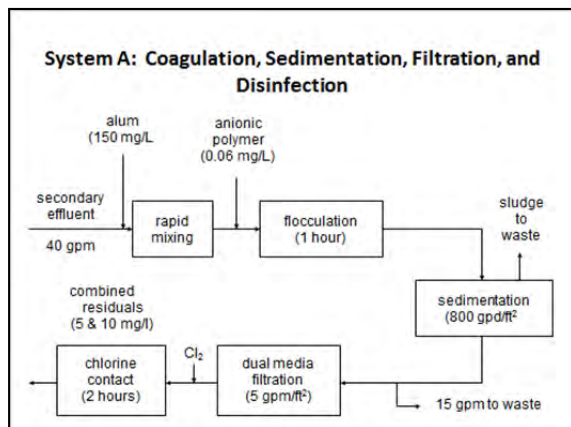 System A: Coagulation, Sedimentation, Filtration, and
Disinfection
alum
(150 mg/L
anionic
polymer
(0.06 mg/L)
secondary
effluent
40 gpm
rapid
mixing
flocculation
(1 hour)
sludge
to
waste
sedimentation
(800 gpd/ft²
combined
residuals
(5 & 10 mg/l)
chlorine
contact
(2 hours)
Cl₂
dual media
filtration
(5 gpm/ft²)
15 gpm to waste